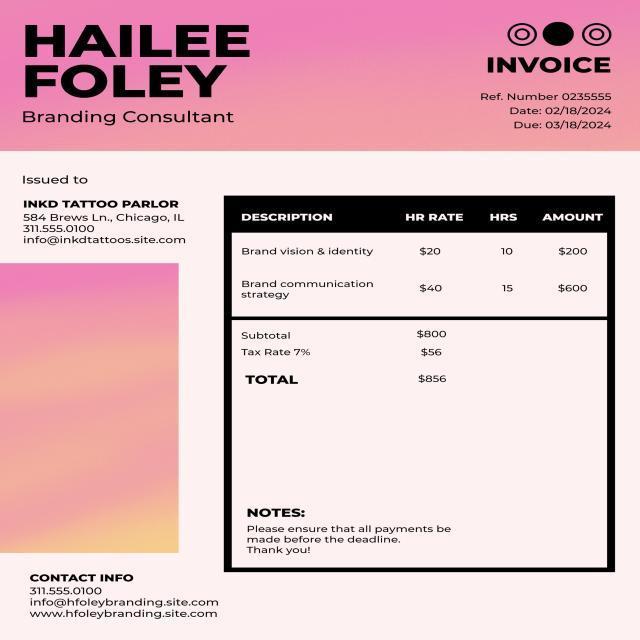 HAILEE
FOLEY
Branding Consultant
INVOICE
Ref. Number 0235555
Date: 02/18/2024
Due: 03/18/2024
Issued to
INKD TATTOO PARLOR
584 Brews Ln., Chicago, IL
311.555.0100
info@inkdtattoos.site.com
DESCRIPTION HR RATE HRS AMOUNT
Brand vision & identity $20 10 $200
Brand communication
strategy $40 15 $600
Subtotal $800
Tax Rate 7% $56
TOTAL $856
NOTES:
Please ensure that all payments be
made before the deadline.
Thank you!
CONTACT INFO
311.555.0100
info@hfoleybranding.site.com
www.hfoleybranding.site.com